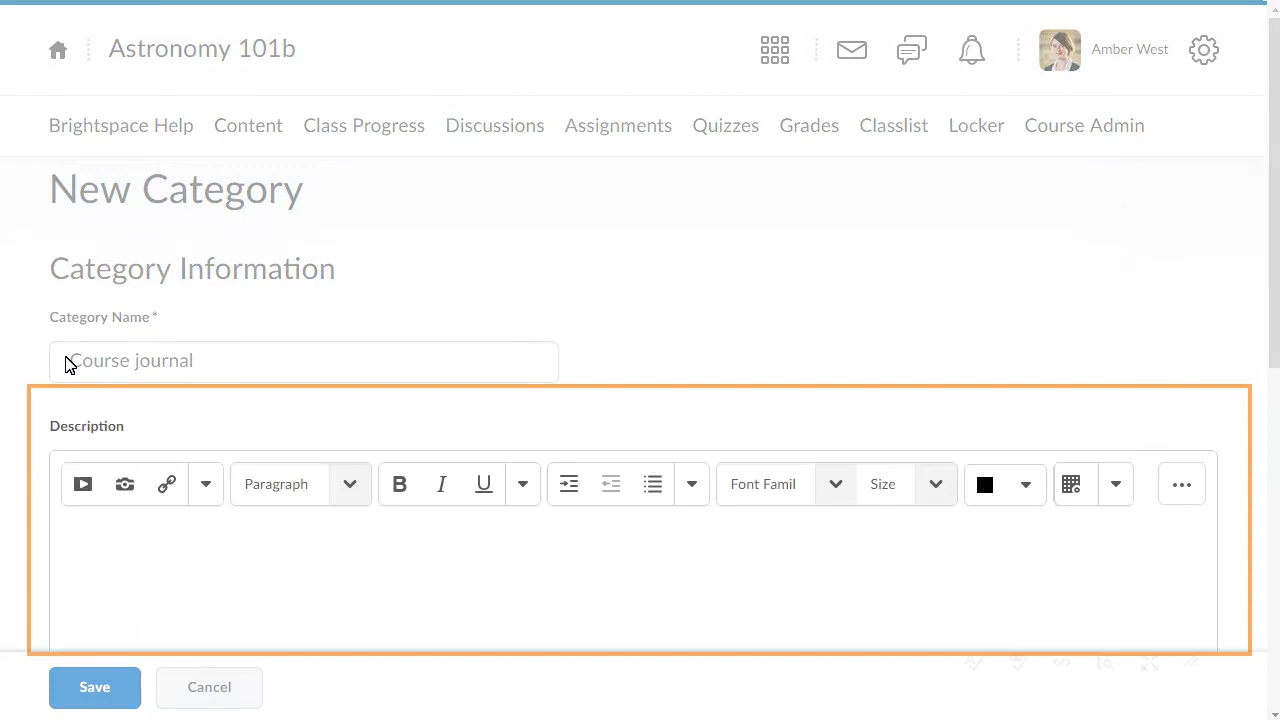 Astronomy 101b
Amber West
Brightspace Help Content Class Progress Discussions Assignments Quizzes Grades Classlist Locker Course Admin
New Category
Category Information
Category Name *
Course journal
Description
Paragraph B I U Font Famil Size
Save Cancel